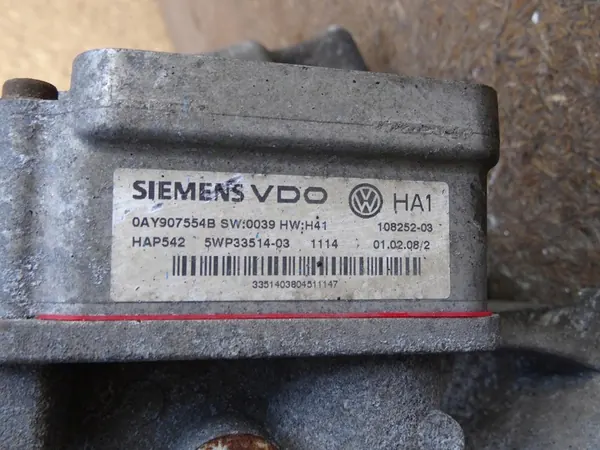 SIEMENS VDO VW HA1
0AY907554B SW:0039 HW:H41 108252-03
HAP542 5WP33514-03 1114 01.02.08/2
3351403804511147